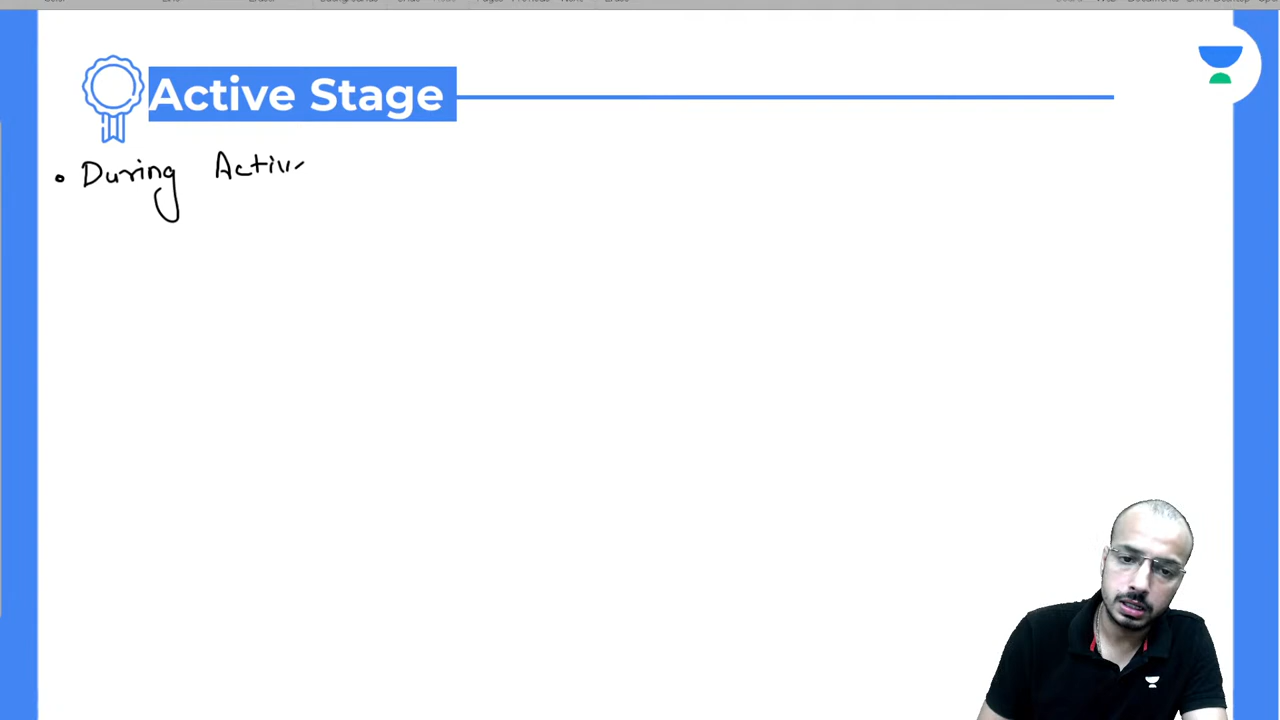 Active Stage
• During Activ